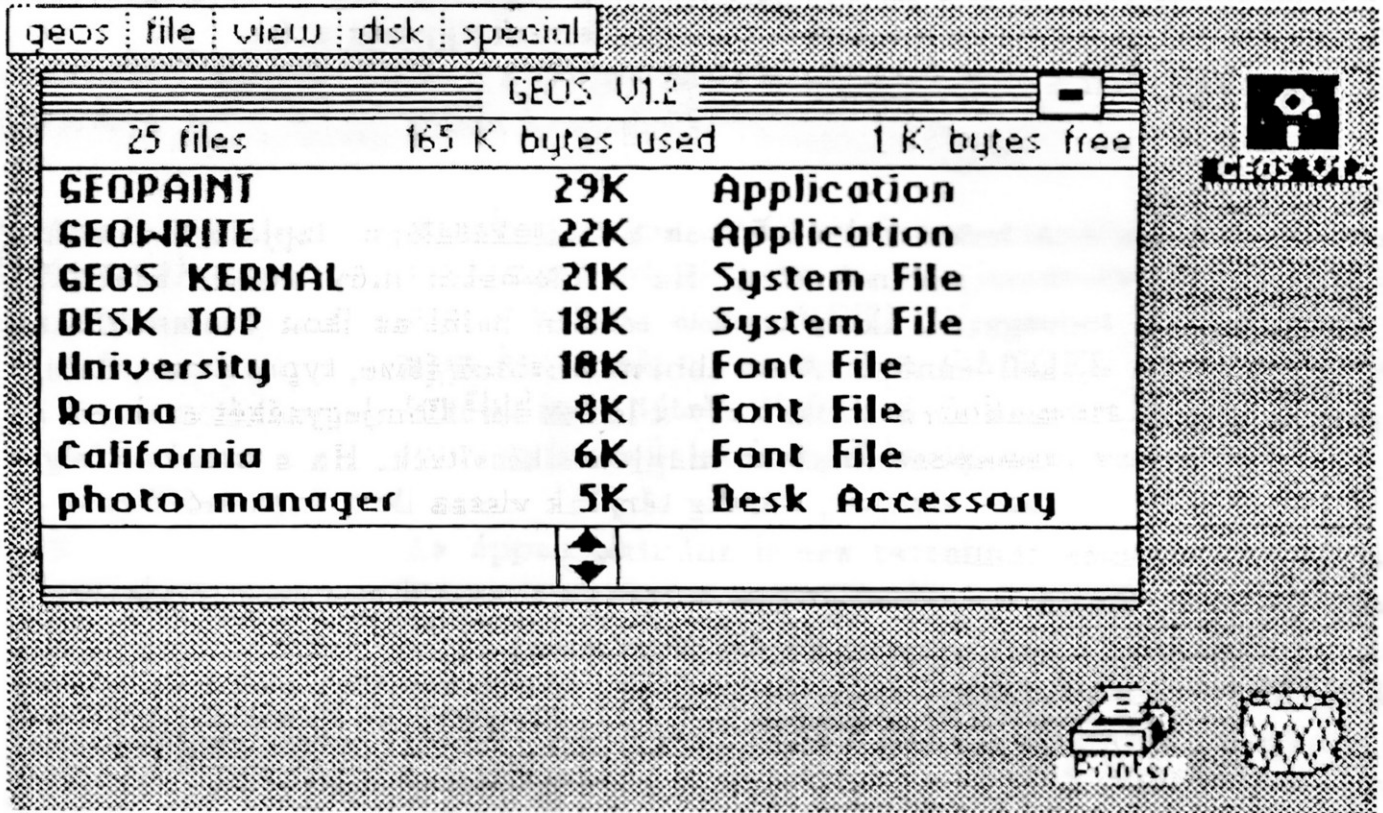 geos file view disk special
GEOS V1.2
25 files 165 K bytes used 1 K bytes free
GEOPAINT 29K Application
GEOWRITE 22K Application
GEOS KERNAL 21K System File
DESK TOP 18K System File
University 10K Font File
Roma 8K Font File
California 6K Font File
photo manager 5K Desk Accessory
GEOS V1.2
Printer